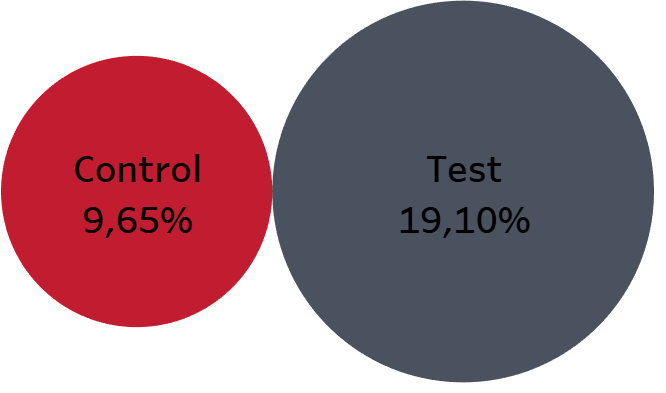 Control
9,65%
Test
19,10%